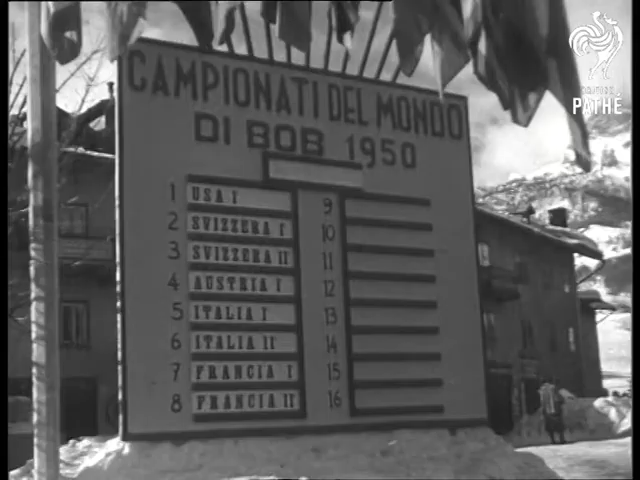 BRITISH
PATHÉ
CAMPIONATI DEL MONDO
DI BOB 1950
1 USA I
2 SVIZZERA I
3 SVIZZERA II
4 AUSTRIA I
5 ITALIA I
6 ITALIA II
7 FRANCIA I
8 FRANCIA II
9
10
11
12
13
14
15
16